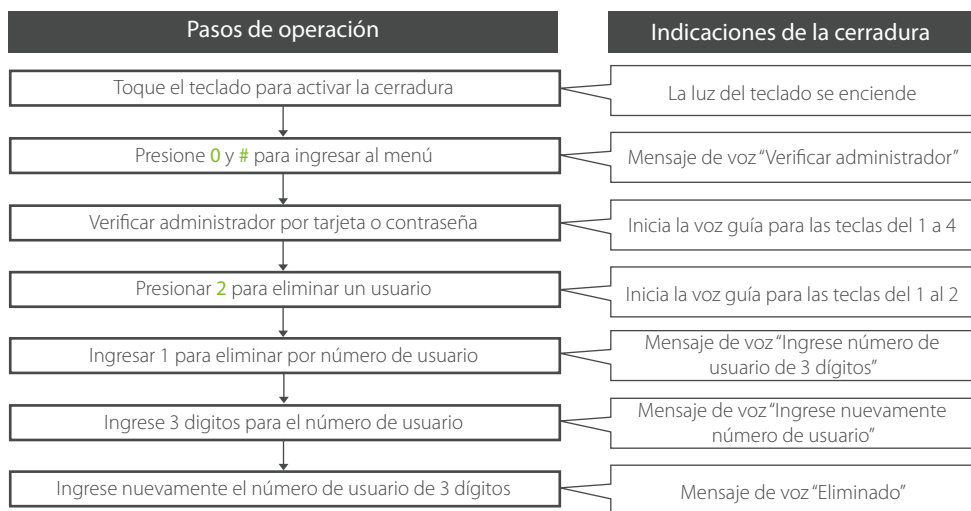 Pasos de operación
Indicaciones de la cerradura
Toque el teclado para activar la cerradura
La luz del teclado se enciende
Presione 0 y # para ingresar al menú
Mensaje de voz “Verificar administrador”
Verificar administrador por tarjeta o contraseña
Inicia la voz guía para las teclas del 1 a 4
Presionar 2 para eliminar un usuario
Inicia la voz guía para las teclas del 1 al 2
Ingresar 1 para eliminar por número de usuario
Mensaje de voz “Ingrese número de
usuario de 3 dígitos”
Ingrese 3 digitos para el número de usuario
Mensaje de voz “Ingrese nuevamente
número de usuario”
Ingrese nuevamente el número de usuario de 3 dígitos
Mensaje de voz “Eliminado”